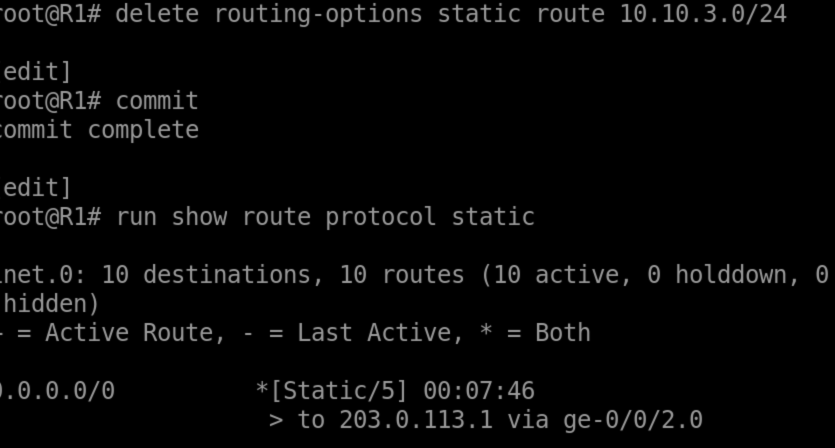 root@R1# delete routing-options static route 10.10.3.0/24
edit]
root@R1# commit
commit complete
edit]
root@R1# run show route protocol static
inet.0: 10 destinations, 10 routes (10 active, 0 holddown, 0
hidden)
- = Active Route, - = Last Active, * = Both
0.0.0.0/0 *[Static/5] 00:07:46
> to 203.0.113.1 via ge-0/0/2.0